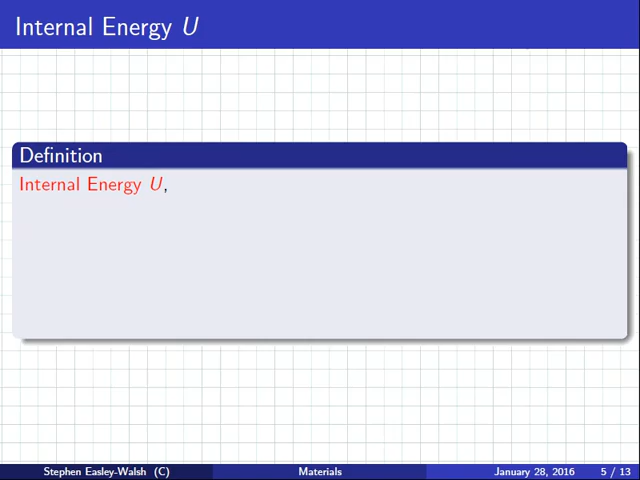 Internal Energy U
Definition
Internal Energy U,
Stephen Easley-Walsh (C) Materials January 28, 2016 5 / 13